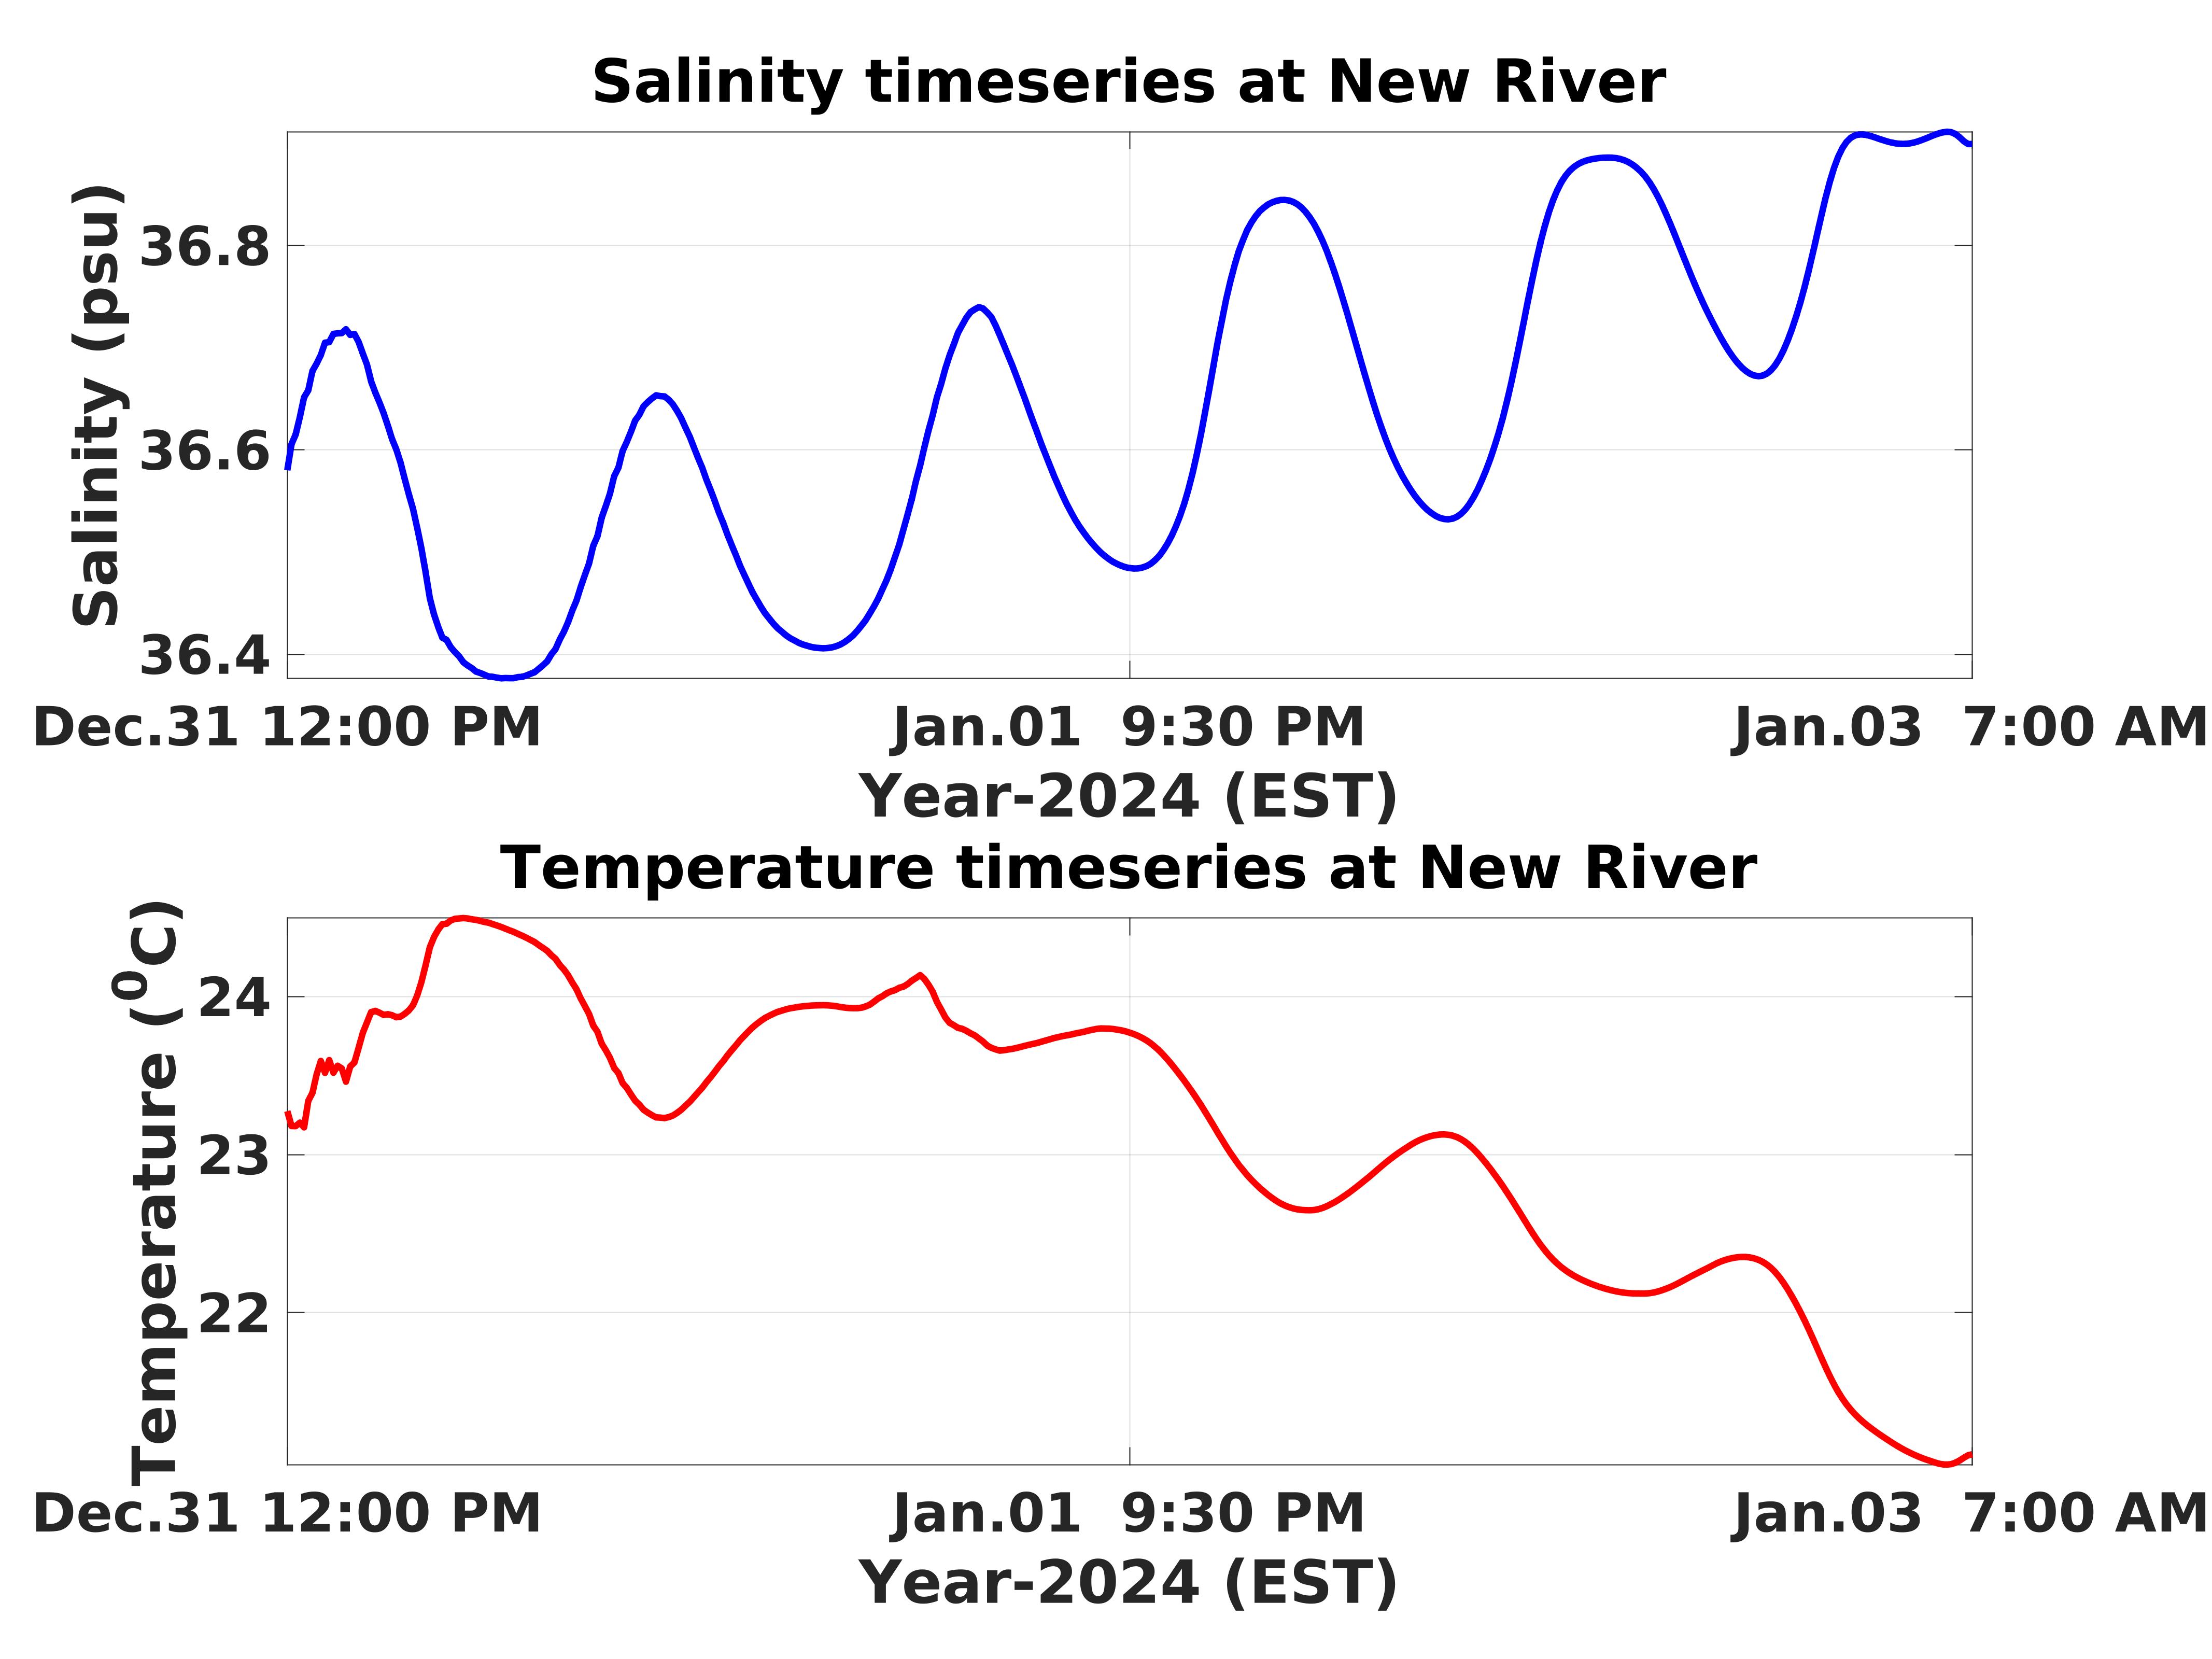 Salinity timeseries at New River
Salinity (psu)
36.8
36.6
36.4
Dec.31 12:00 PM
Jan.01  9:30 PM
Jan.03  7:00 AM
Year-2024 (EST)
Temperature timeseries at New River
Temperature (⁰C)
24
23
22
Dec.31 12:00 PM
Jan.01  9:30 PM
Jan.03  7:00 AM
Year-2024 (EST)